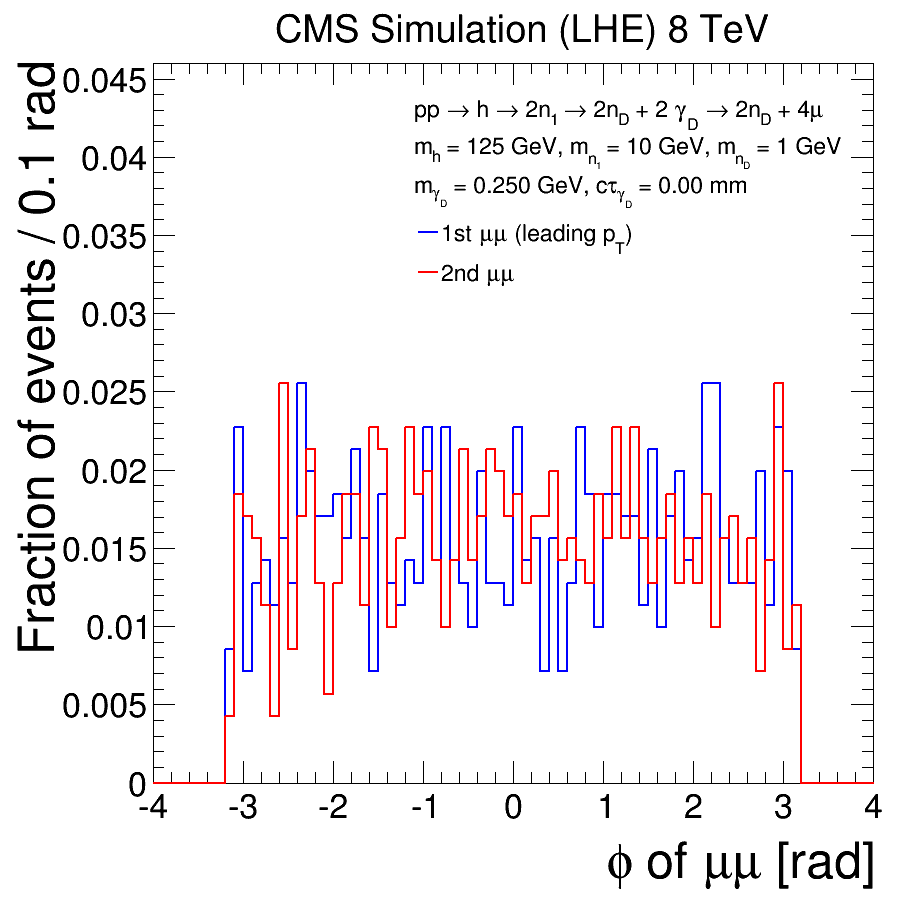 CMS Simulation (LHE) 8 TeV
Fraction of events / 0.1 rad
0.045
0.04
0.035
0.03
0.025
0.02
0.015
0.01
0.005
0
pp → h → 2n1 → 2nD + 2 γD → 2nD + 4μ
mh = 125 GeV, mn1 = 10 GeV, mnD = 1 GeV
mγD = 0.250 GeV, cτγD = 0.00 mm
1st μμ (leading pT)
2nd μμ
-4 -3 -2 -1 0 1 2 3 4
ϕ of μμ [rad]